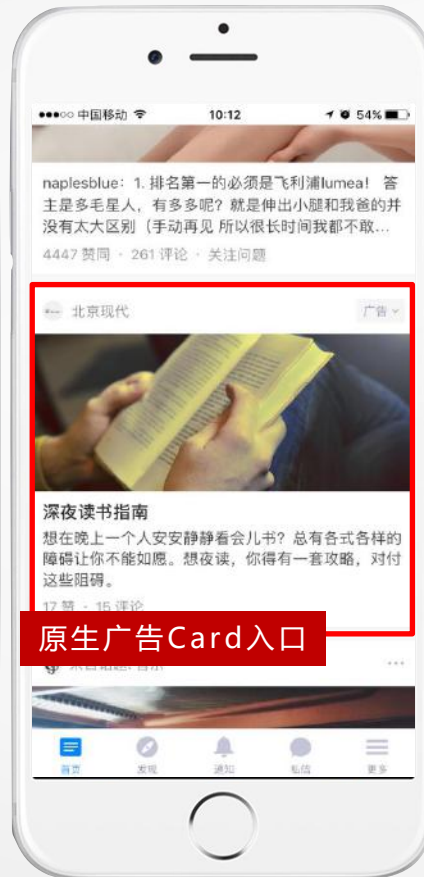 中国移动 10:12 54%
naplesblue：1. 排名第一的必须是飞利浦lumea！ 答
主是多毛星人，有多多呢？就是伸出小腿和我爸的并
没有太大区别（手动再见 所以很长时间我都不敢...
4447 赞同 · 261 评论 · 关注问题
北京现代 广告
深夜读书指南
想在晚上一个人安安静静看会儿书？总有各式各样的
障碍让你不能如愿。想夜读，你得有一套攻略，对付
这些阻碍。
17 赞 · 15 评论
原生广告Card入口
首页 发现 通知 私信 更多